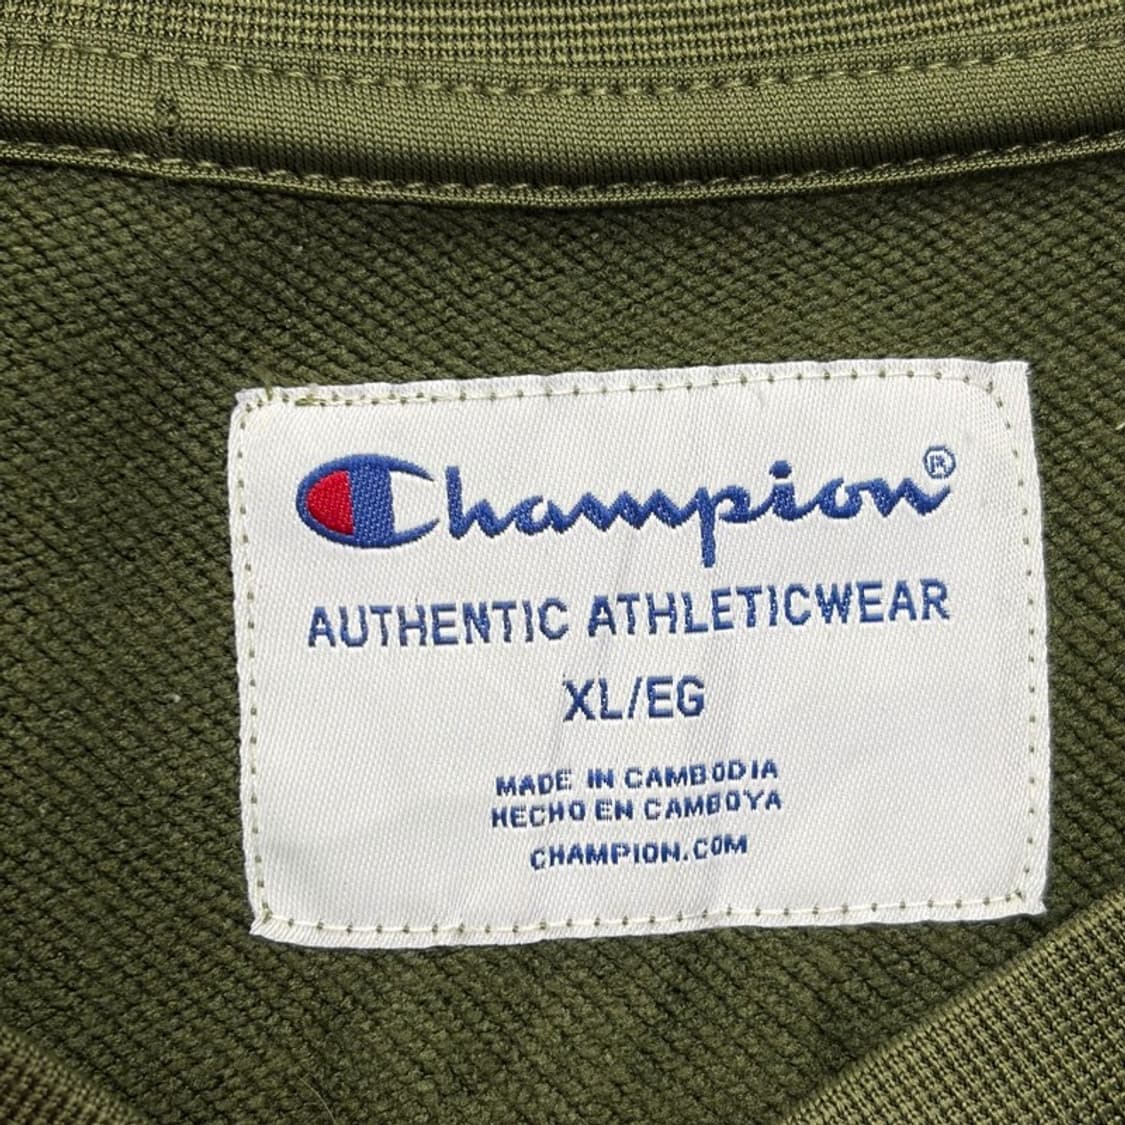 Champion®
AUTHENTIC ATHLETICWEAR
XL/EG
MADE IN CAMBODIA
HECHO EN CAMBOYA
CHAMPION.COM